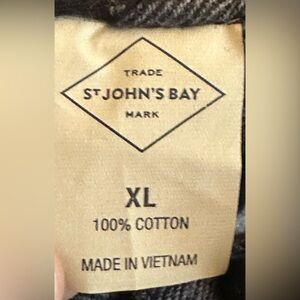 TRADE
ST JOHN'S BAY
MARK
XL
100% COTTON
MADE IN VIETNAM